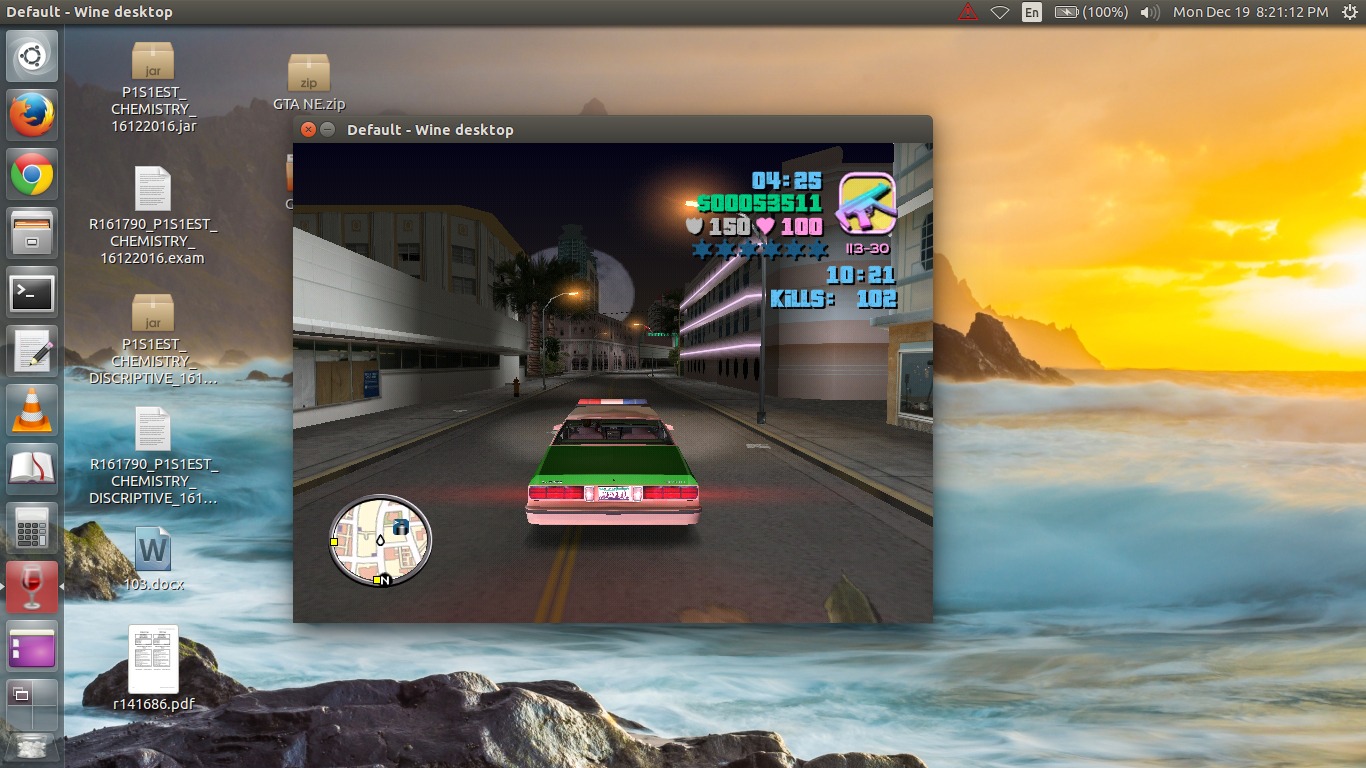 Default - Wine desktop
En
(100%)
Mon Dec 19 8:21:12 PM
jar
P1S1EST_
CHEMISTRY_
16122016.jar
zip
GTA NE.zip
R161790_P1S1EST_
CHEMISTRY_
16122016.exam
jar
P1S1EST_
CHEMISTRY_
DISCRIPTIVE_161...
R161790_P1S1EST_
CHEMISTRY_
DISCRIPTIVE_161...
W
103.docx
r141686.pdf
Default - Wine desktop
04:25
$00053511
150
100
113-30
10:21
KILLS: 102
N